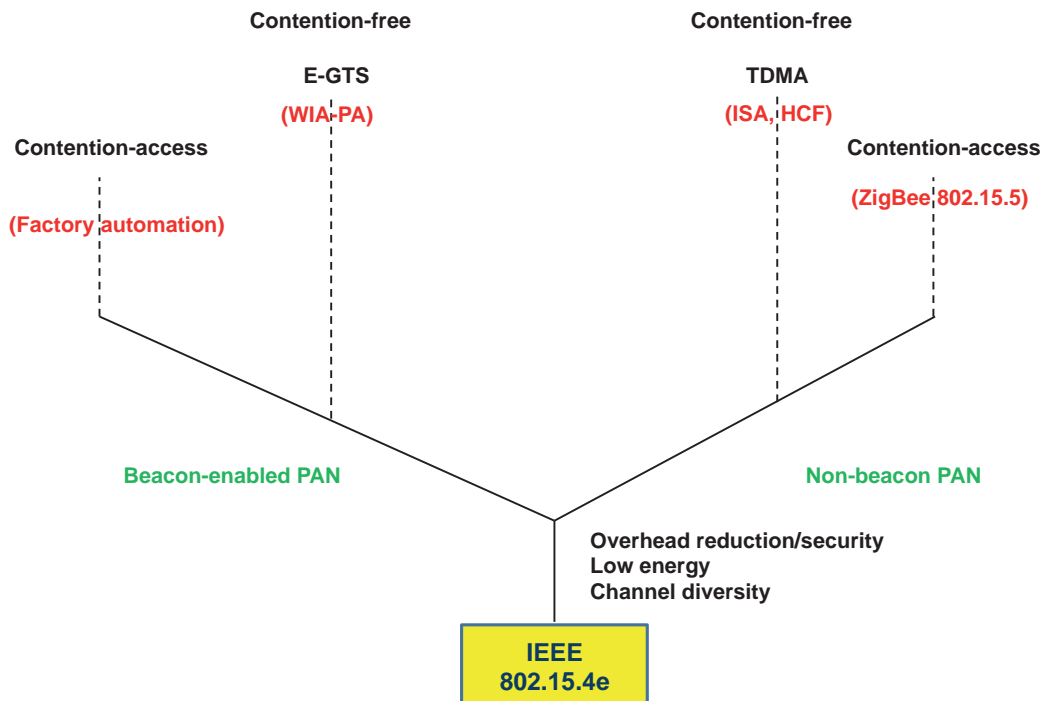 Contention-free
Contention-free
E-GTS
TDMA
(WIA-PA)
(ISA, HCF)
Contention-access
Contention-access
(ZigBee 802.15.5)
(Factory automation)
Beacon-enabled PAN
Non-beacon PAN
Overhead reduction/security
Low energy
Channel diversity
IEEE
802.15.4e